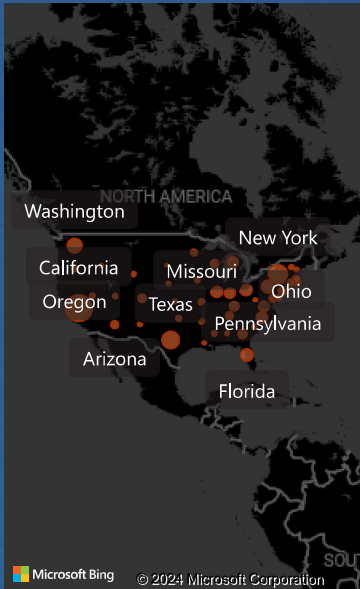 NORTH AMERICA
Washington
New York
California
Missouri
Oregon
Texas
Ohio
Pennsylvania
Arizona
Florida
SOU
Microsoft Bing
© 2024 Microsoft Corporation